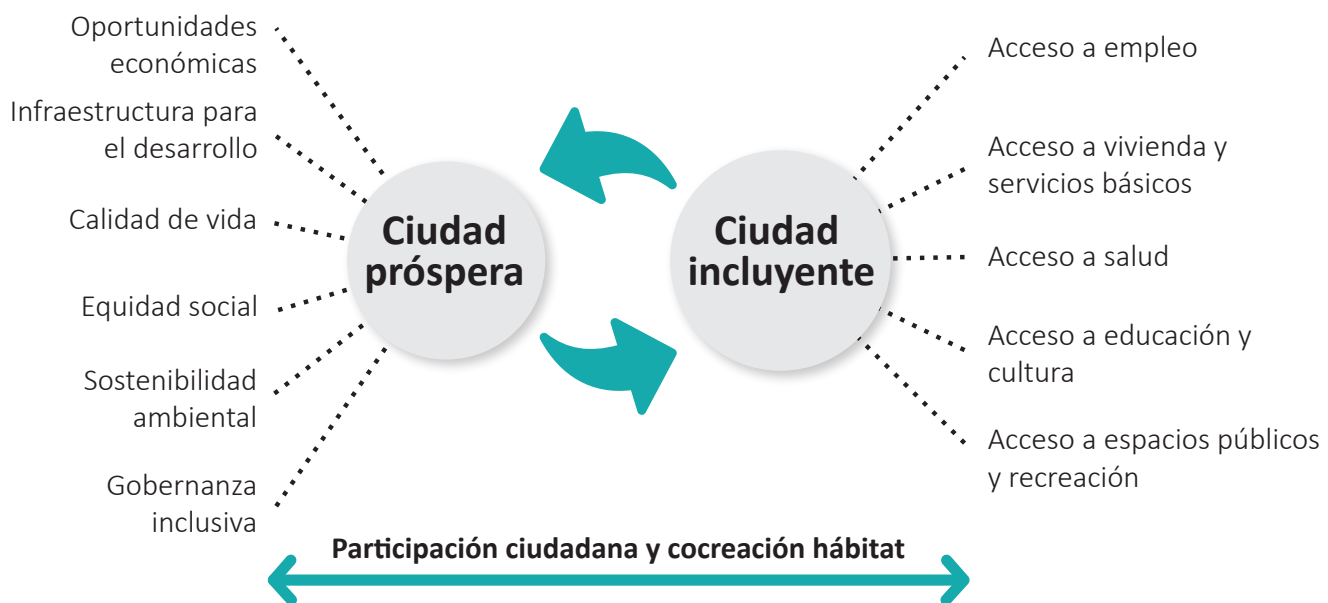 Oportunidades
económicas
Infraestructura para
el desarrollo
Calidad de vida
Equidad social
Sostenibilidad
ambiental
Gobernanza
inclusiva
Ciudad
próspera
Ciudad
incluyente
Acceso a empleo
Acceso a vivienda y
servicios básicos
Acceso a salud
Acceso a educación y
cultura
Acceso a espacios públicos
y recreación
Participación ciudadana y cocreación hábitat